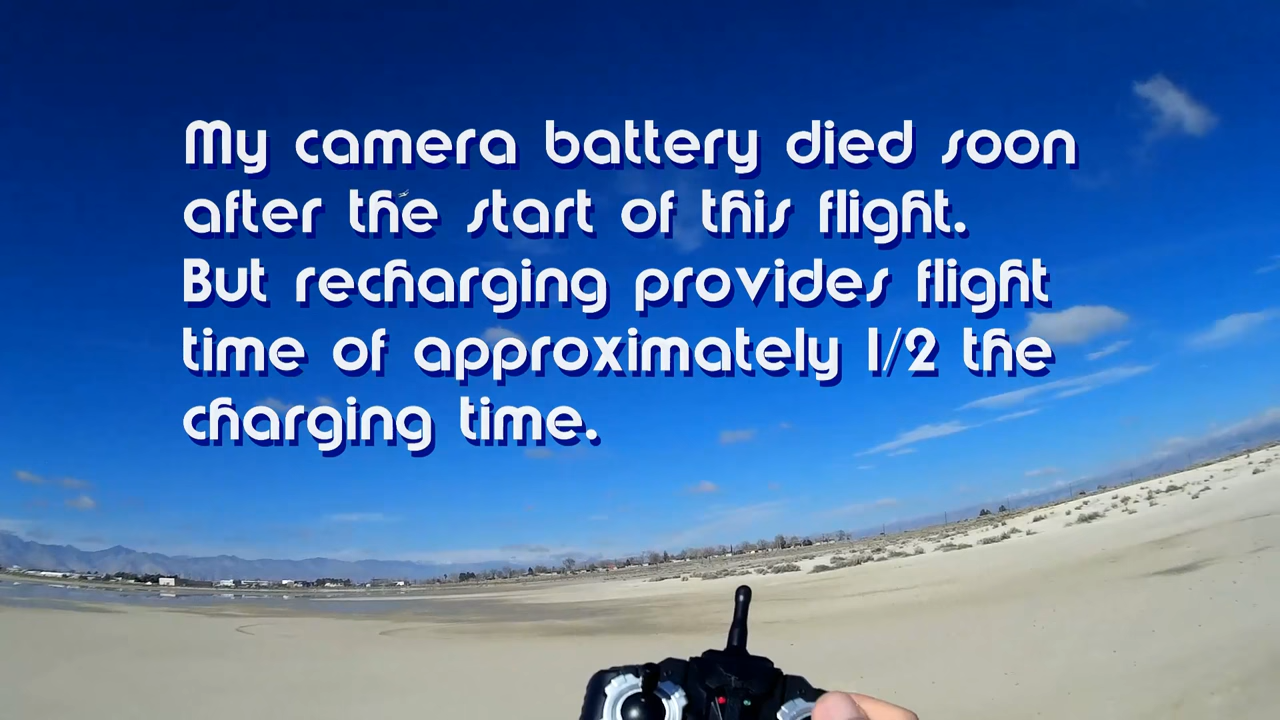 My camera battery died soon
after the start of this flight.
But recharging provides flight
time of approximately 1/2 the
charging time.